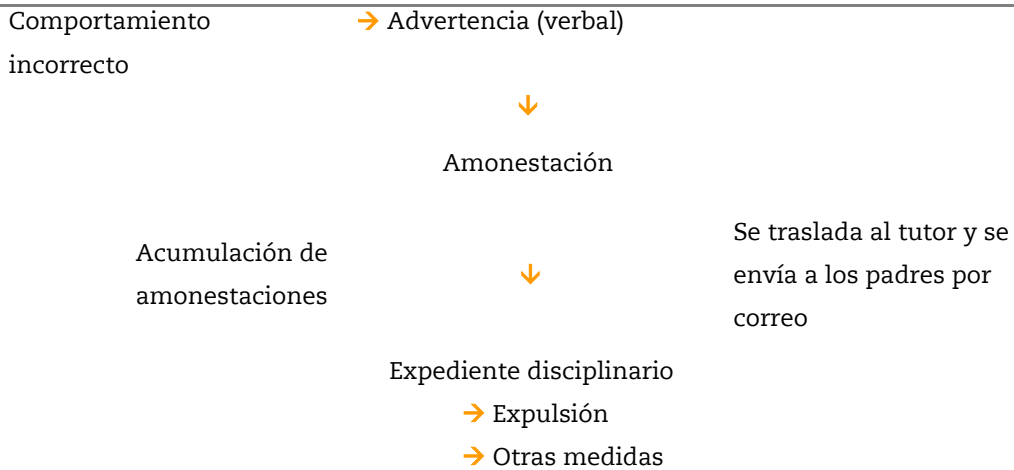 Comportamiento
incorrecto
→ Advertencia (verbal)
↓
Amonestación
Acumulación de
amonestaciones
↓
Se traslada al tutor y se
envía a los padres por
correo
Expediente disciplinario
→ Expulsión
→ Otras medidas